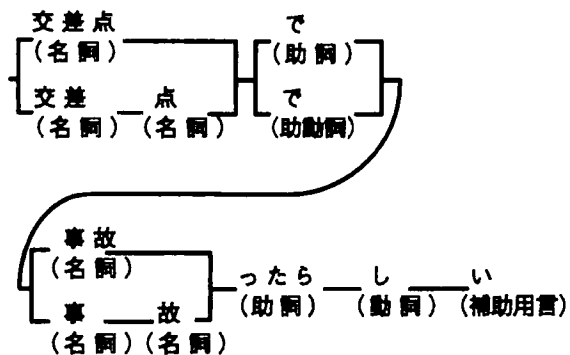 交差点 で
(名詞) (助詞)
交差 点 で
(名詞) (名詞) (助動詞)
事故
(名詞)
ったら し い
(助詞) (動詞) (補助用言)
事 故
(名詞) (名詞)